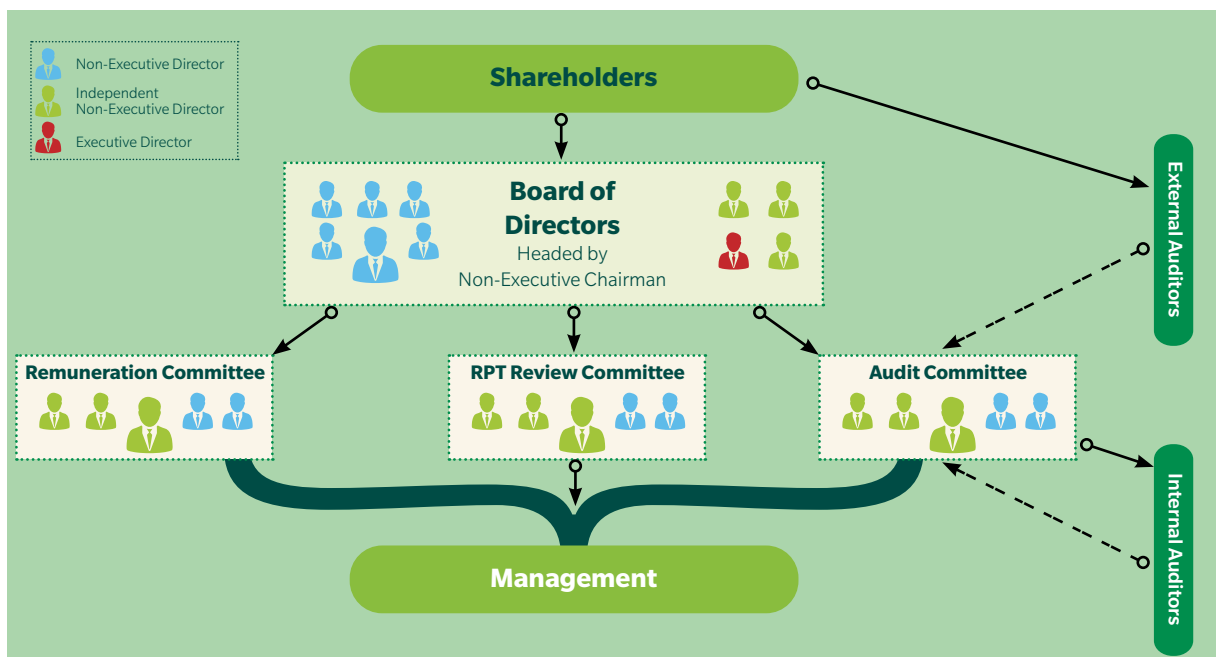 Non-Executive Director
Independent
Non-Executive Director
Executive Director
Shareholders
Board of
Directors
Headed by
Non-Executive Chairman
External Auditors
Remuneration Committee
RPT Review Committee
Audit Committee
Internal Auditors
Management